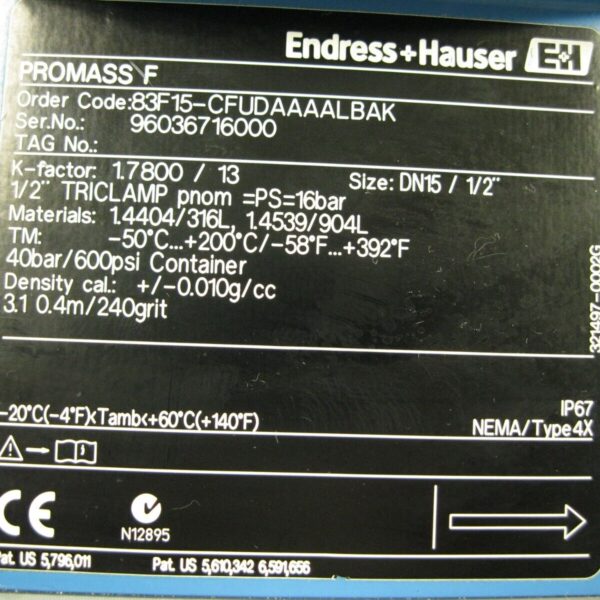 Endress+Hauser E+H
PROMASS F
Order Code:83F15-CFUDAAAALBAK
Ser.No.: 96036716000
TAG No.:
K-factor: 1.7800 / 13 Size: DN15 / 1/2"
1/2" TRICLAMP pnom =PS=16bar
Materials: 1.4404/316L, 1.4539/904L
TM: -50°C...+200°C/-58°F...+392°F
40bar/600psi Container
Density cal.: +/-0.010g/cc
3.1 0.4m/240grit
321497-0002G
-20°C(-4°F)<Tamb<+60°C(+140°F)
IP67
NEMA/Type4X
CE
N12895
Pat. US 5,796,011 Pat. US 5,610,342 6,591,656